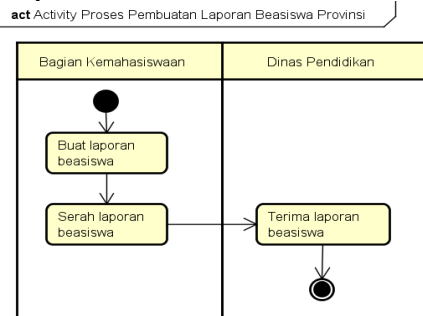 act Activity Proses Pembuatan Laporan Beasiswa Provinsi
Bagian Kemahasiswaan
Dinas Pendidikan
Buat laporan
beasiswa
Serah laporan
beasiswa
Terima laporan
beasiswa